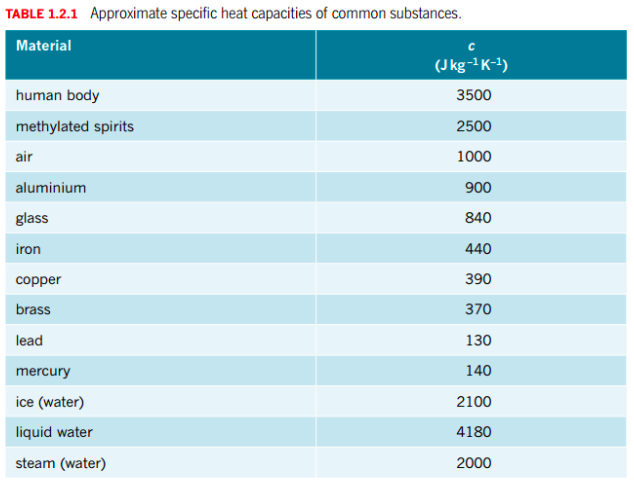 TABLE 1.2.1 Approximate specific heat capacities of common substances.
Material c
(J kg⁻¹ K⁻¹)
human body 3500
methylated spirits 2500
air 1000
aluminium 900
glass 840
iron 440
copper 390
brass 370
lead 130
mercury 140
ice (water) 2100
liquid water 4180
steam (water) 2000